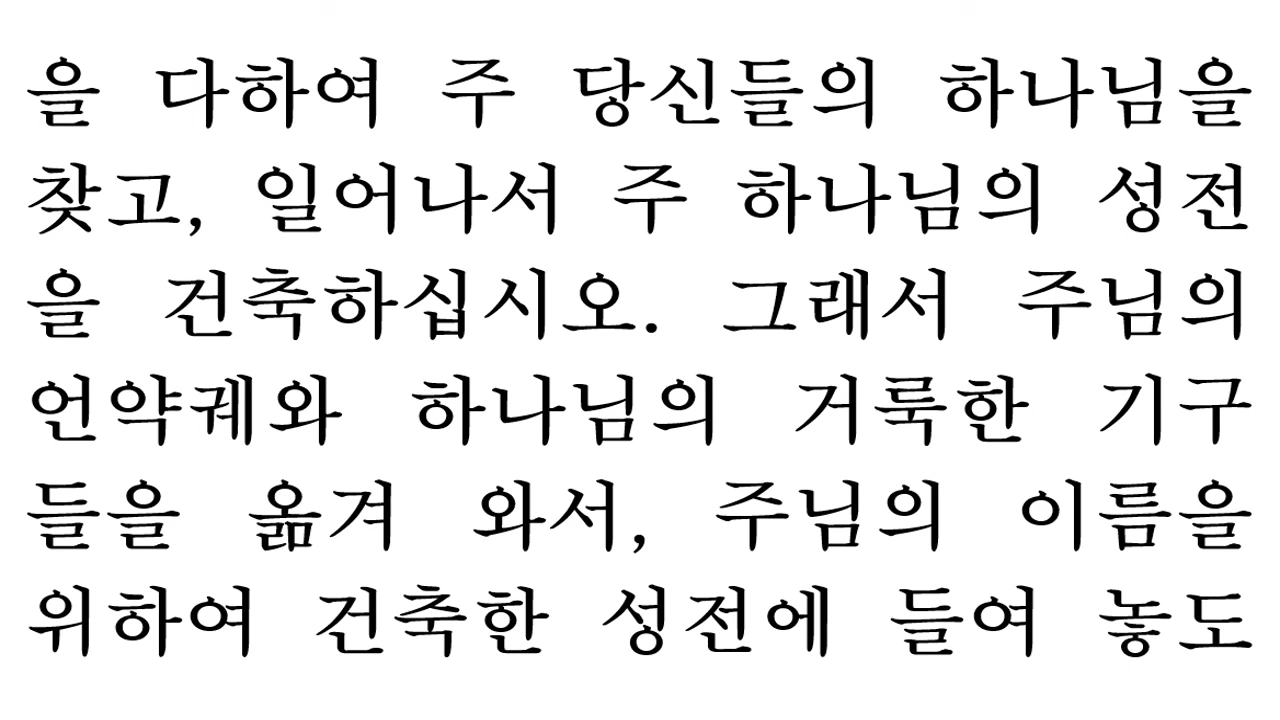 을 다하여 주 당신들의 하나님을
찾고, 일어나서 주 하나님의 성전
을 건축하십시오. 그래서 주님의
언약궤와 하나님의 거룩한 기구
들을 옮겨 와서, 주님의 이름을
위하여 건축한 성전에 들여 놓도